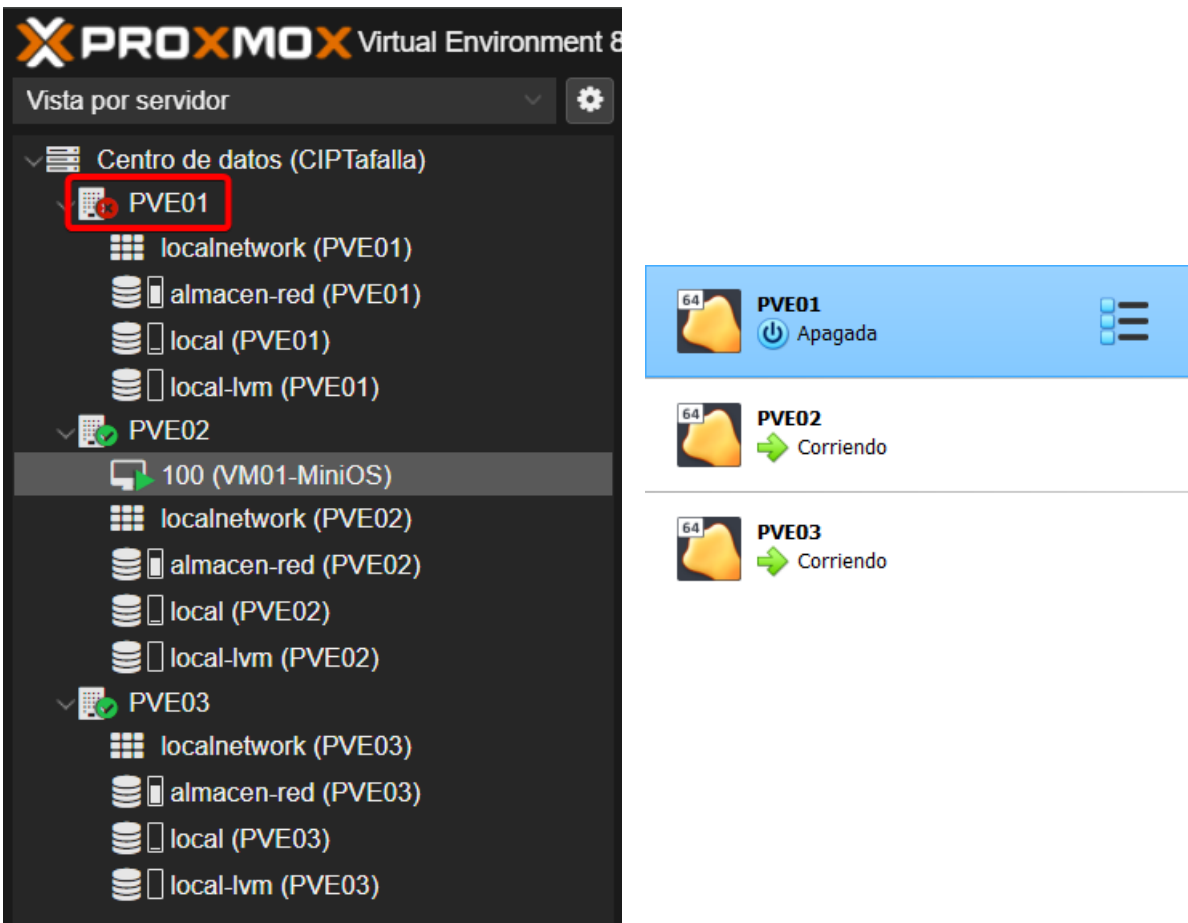 PROXMOX Virtual Environment 8
Vista por servidor
Centro de datos (CIPTafalla)
PVE01
localnetwork (PVE01)
almacen-red (PVE01)
local (PVE01)
local-lvm (PVE01)
PVE02
100 (VM01-MiniOS)
localnetwork (PVE02)
almacen-red (PVE02)
local (PVE02)
local-lvm (PVE02)
PVE03
localnetwork (PVE03)
almacen-red (PVE03)
local (PVE03)
local-lvm (PVE03)
64
PVE01
Apagada
64
PVE02
Corriendo
64
PVE03
Corriendo